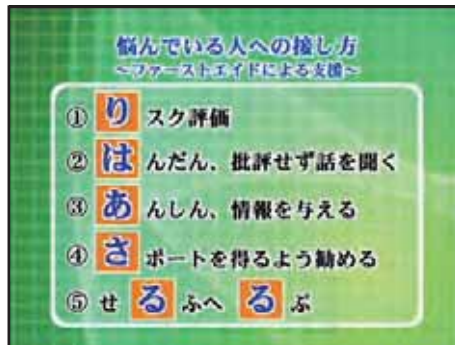 悩んでいる人への接し方
~ファーストエイドによる支援~
① りスク評価
② はんだん、批評せず話を聞く
③ あんしん、情報を与える
④ さポートを得るよう勧める
⑤ せるふへるぷ